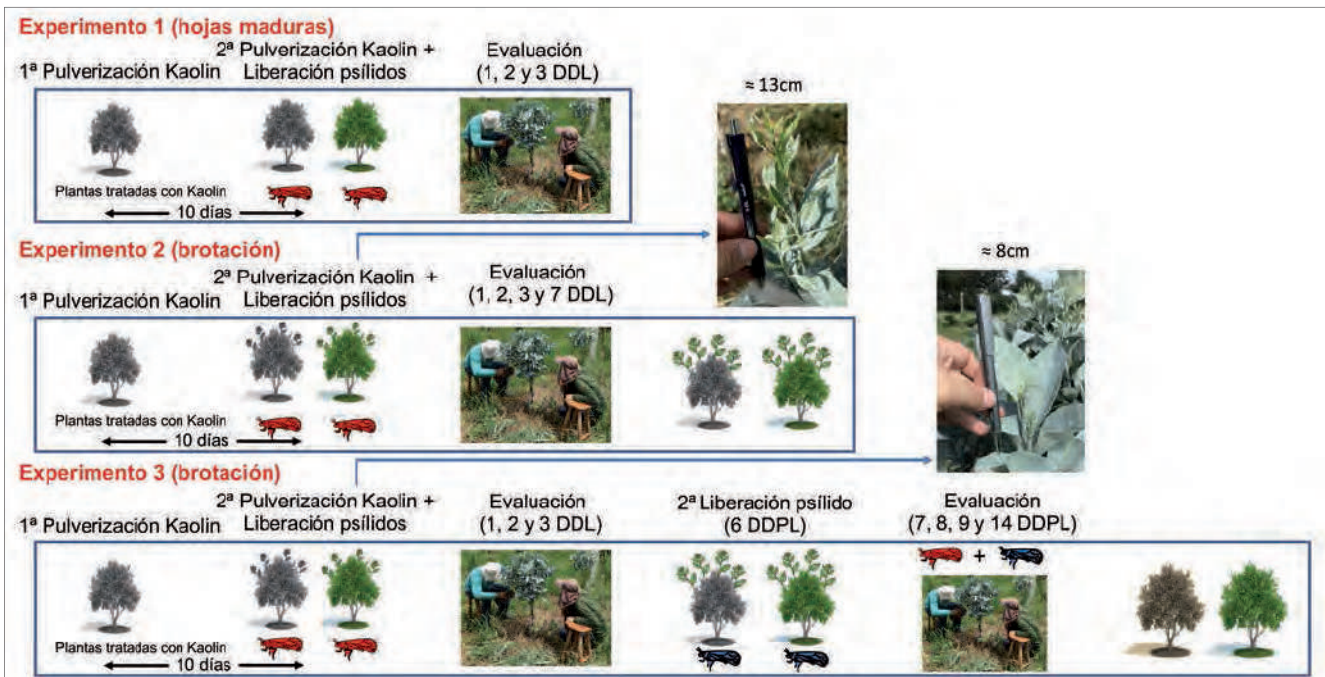 Experimento 1 (hojas maduras)
1ª Pulverización Kaolin
2ª Pulverización Kaolin +
Liberación psílidos
Evaluación
(1, 2 y 3 DDL)
Plantas tratadas con Kaolin
10 días
≈ 13cm
Experimento 2 (brotación)
1ª Pulverización Kaolin
2ª Pulverización Kaolin +
Liberación psílidos
Evaluación
(1, 2, 3 y 7 DDL)
Plantas tratadas con Kaolin
10 días
≈ 8cm
Experimento 3 (brotación)
1ª Pulverización Kaolin
2ª Pulverización Kaolin +
Liberación psílidos
Evaluación
(1, 2 y 3 DDL)
2ª Liberación psílido
(6 DDPL)
Evaluación
(7, 8, 9 y 14 DDPL)
+
Plantas tratadas con Kaolin
10 días